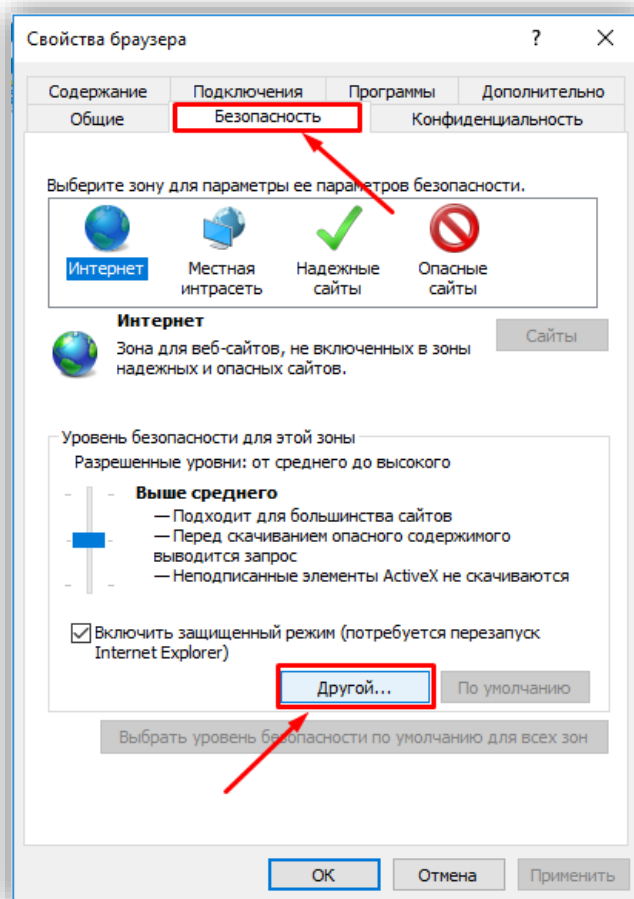 Свойства браузера
?
Содержание Подключения Программы Дополнительно
Общие Безопасность Конфиденциальность
Выберите зону для параметры ее параметров безопасности.
Интернет
Местная
интрасеть
Надежные
сайты
Опасные
сайты
Интернет
Зона для веб-сайтов, не включенных в зоны
надежных и опасных сайтов.
Сайты
Уровень безопасности для этой зоны
Разрешенные уровни: от среднего до высокого
Выше среднего
— Подходит для большинства сайтов
— Перед скачиванием опасного содержимого
выводится запрос
— Неподписанные элементы ActiveX не скачиваются
Включить защищенный режим (потребуется перезапуск
Internet Explorer)
Другой... По умолчанию
Выбрать уровень безопасности по умолчанию для всех зон
ОК Отмена Применить